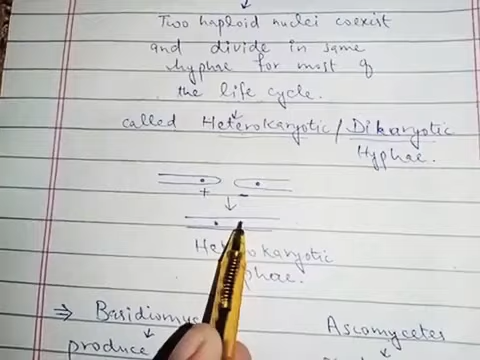 Two haploid nuclei coexist
and divide in same
hyphae for most of
the life cycle.
called Heterokaryotic / Dikaryotic
Hyphae.
+ -
Heterokaryotic
⇒ Basidiomy
Ascomycetes
produce